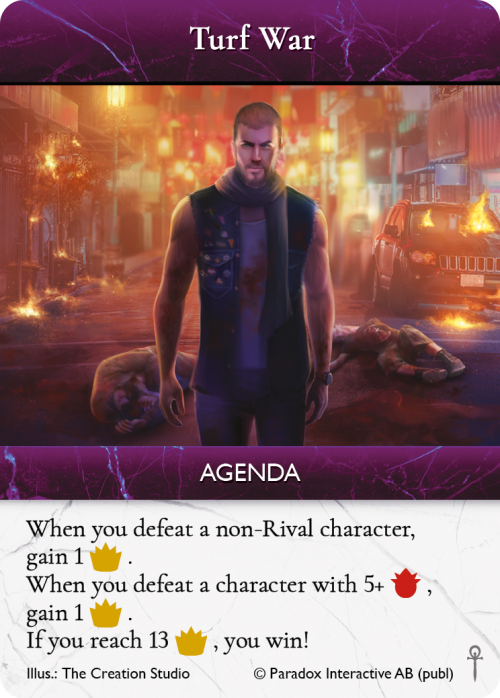 Turf War
AGENDA
When you defeat a non-Rival character,
gain 1 .
When you defeat a character with 5+ ,
gain 1 .
If you reach 13 , you win!
Illus.: The Creation Studio © Paradox Interactive AB (publ)